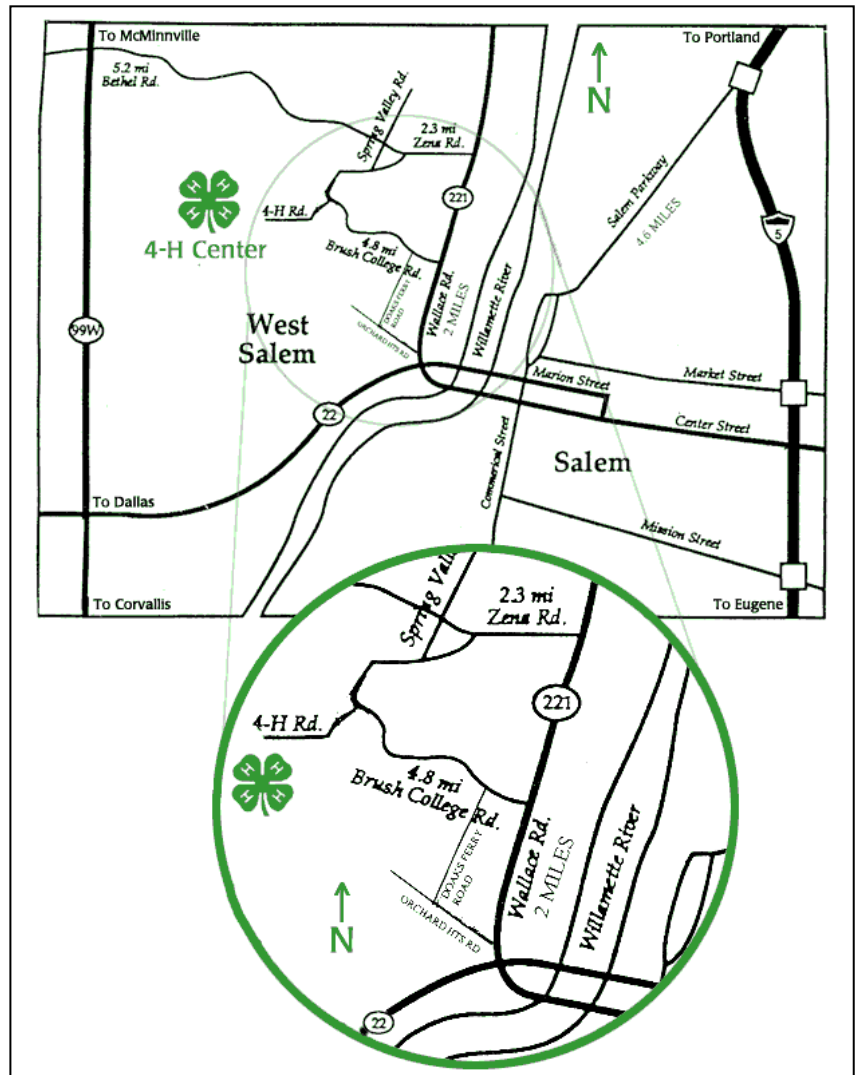 To McMinnville
To Portland
5.2 mi
Bethel Rd.
Spring Valley Rd.
2.3 mi
Zena Rd.
N
H H
H H
4-H Center
4-H Rd.
221
Salem Parkway
4.6 MILES
5
4.8 mi
Brush College Rd.
DOAKS FERRY
ROAD
ORCHARD HTS RD
Wallace Rd.
2 MILES
Willamette River
99W
West
Salem
22
Marion Street
Market Street
Center Street
Commerical Street
Salem
Mission Street
To Dallas
To Corvallis
To Eugene
Spring
2.3 mi
Zena Rd.
221
4-H Rd.
H H
H H
4.8 mi
Brush College Rd.
DOAKS FERRY
ROAD
ORCHARD HTS RD
Wallace Rd.
2 MILES
Willamette River
N
22